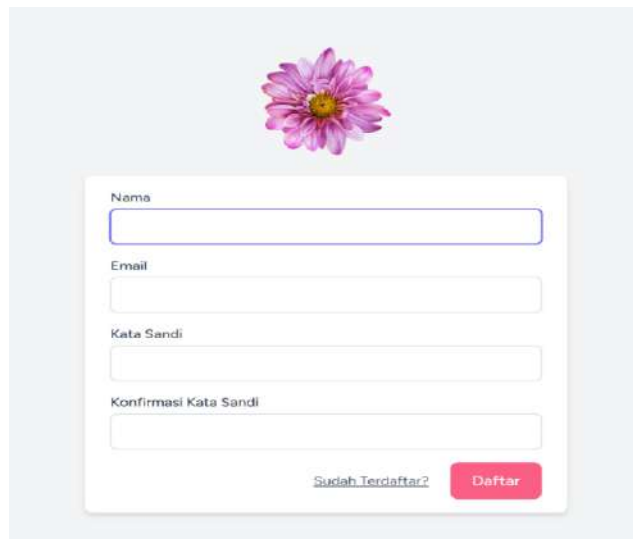 Nama
Email
Kata Sandi
Konfirmasi Kata Sandi
Sudah Terdaftar? Daftar